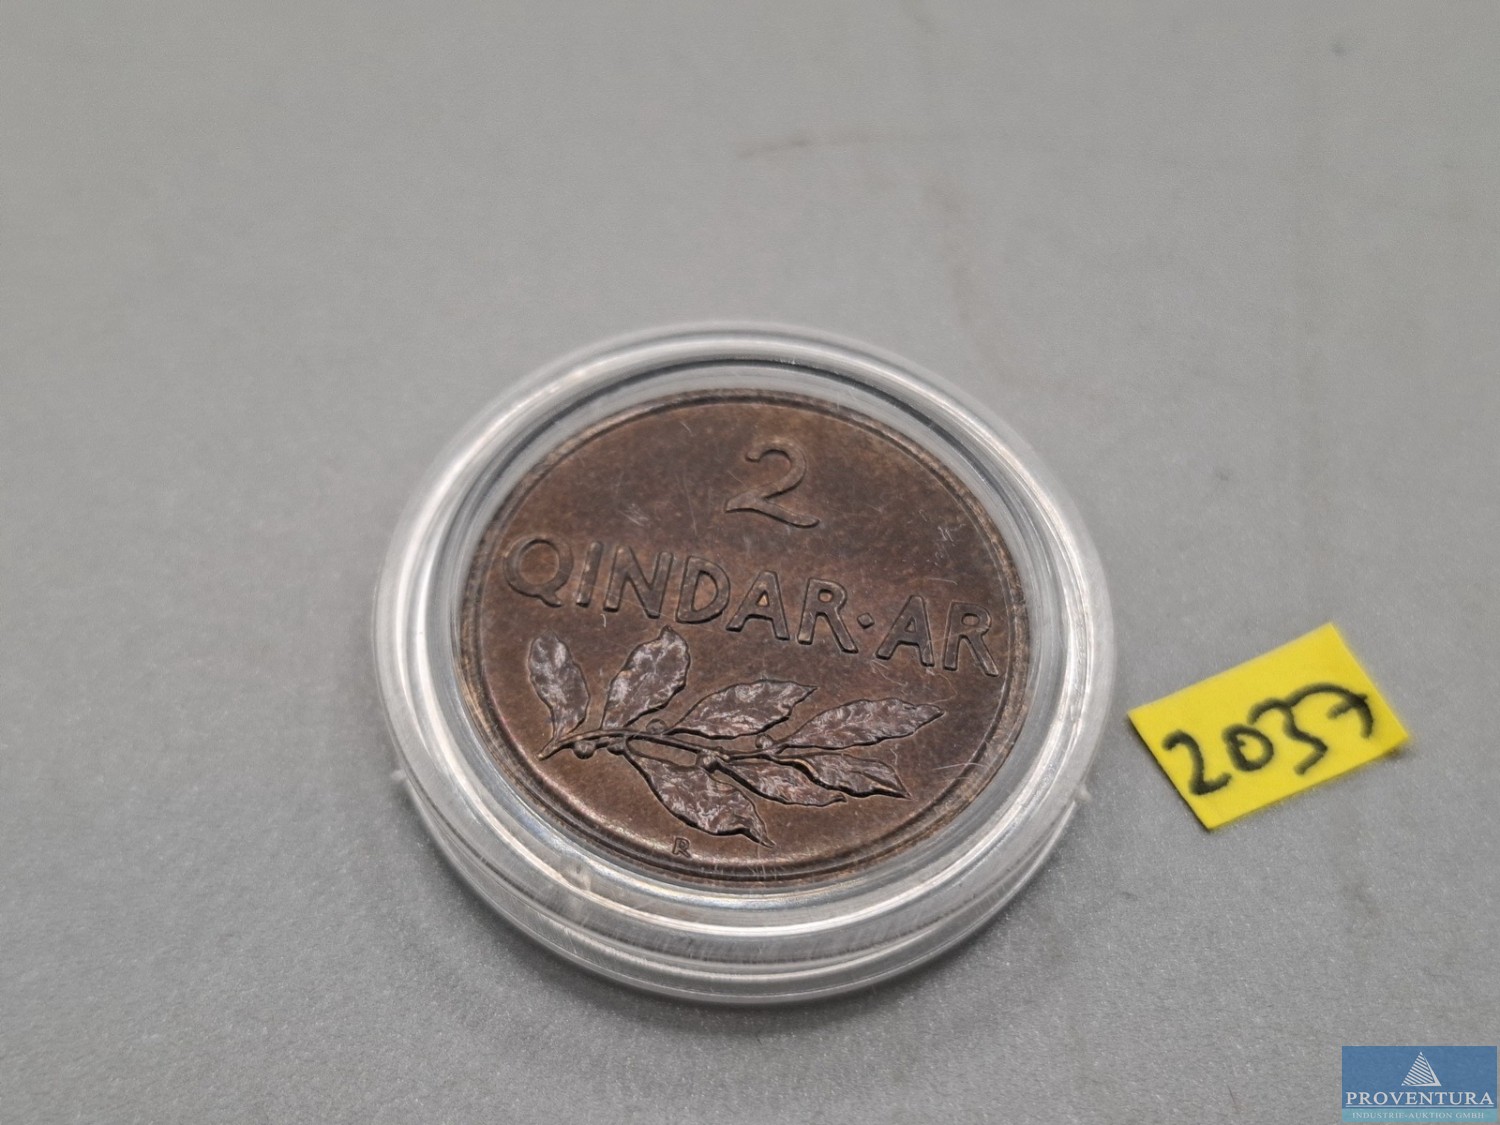 2
QINDAR·AR
R
2037
PROVENTURA
INDUSTRIE-AUKTION GMBH